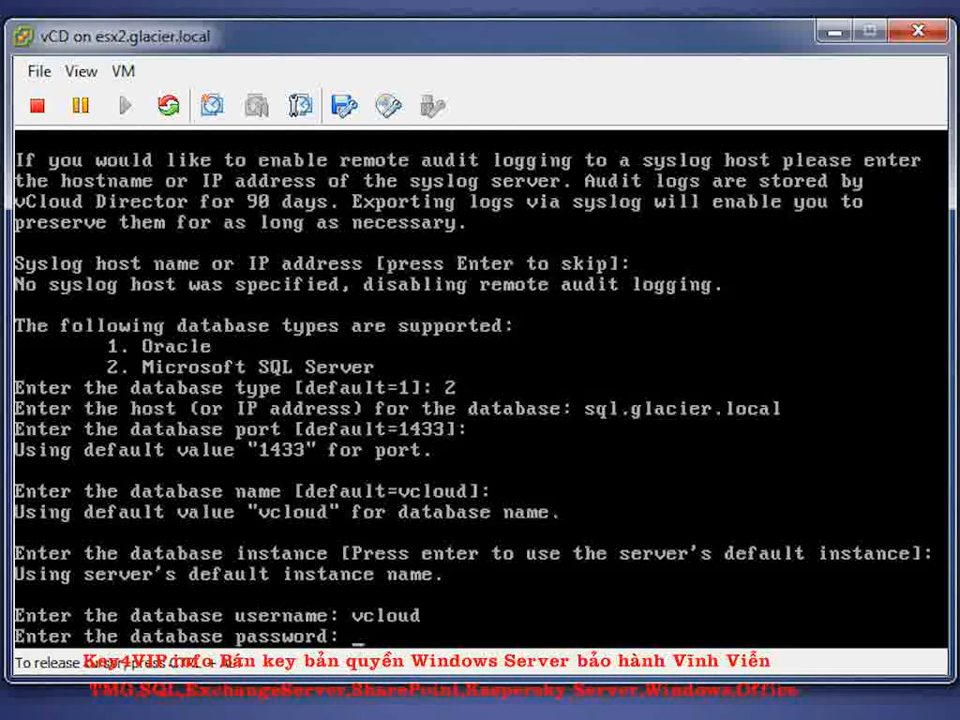 vCD on esx2.glacier.local
File View VM
If you would like to enable remote audit logging to a syslog host please enter
the hostname or IP address of the syslog server. Audit logs are stored by
vCloud Director for 90 days. Exporting logs via syslog will enable you to
preserve them for as long as necessary.
Syslog host name or IP address [press Enter to skip]:
No syslog host was specified, disabling remote audit logging.
The following database types are supported:
1. Oracle
2. Microsoft SQL Server
Enter the database type [default=1]: 2
Enter the host (or IP address) for the database: sql.glacier.local
Enter the database port [default=1433]:
Using default value "1433" for port.
Enter the database name [default=vcloud]:
Using default value "vcloud" for database name.
Enter the database instance [Press enter to use the server's default instance]:
Using server's default instance name.
Enter the database username: vcloud
Enter the database password: _
To release cursor, press CTRL + ALT
Key4VIP.info Bán key bản quyền Windows Server bảo hành Vĩnh Viễn
TMG,SQL,ExchangeServer,SharePoint,Kaspersky Server,Windows,Office